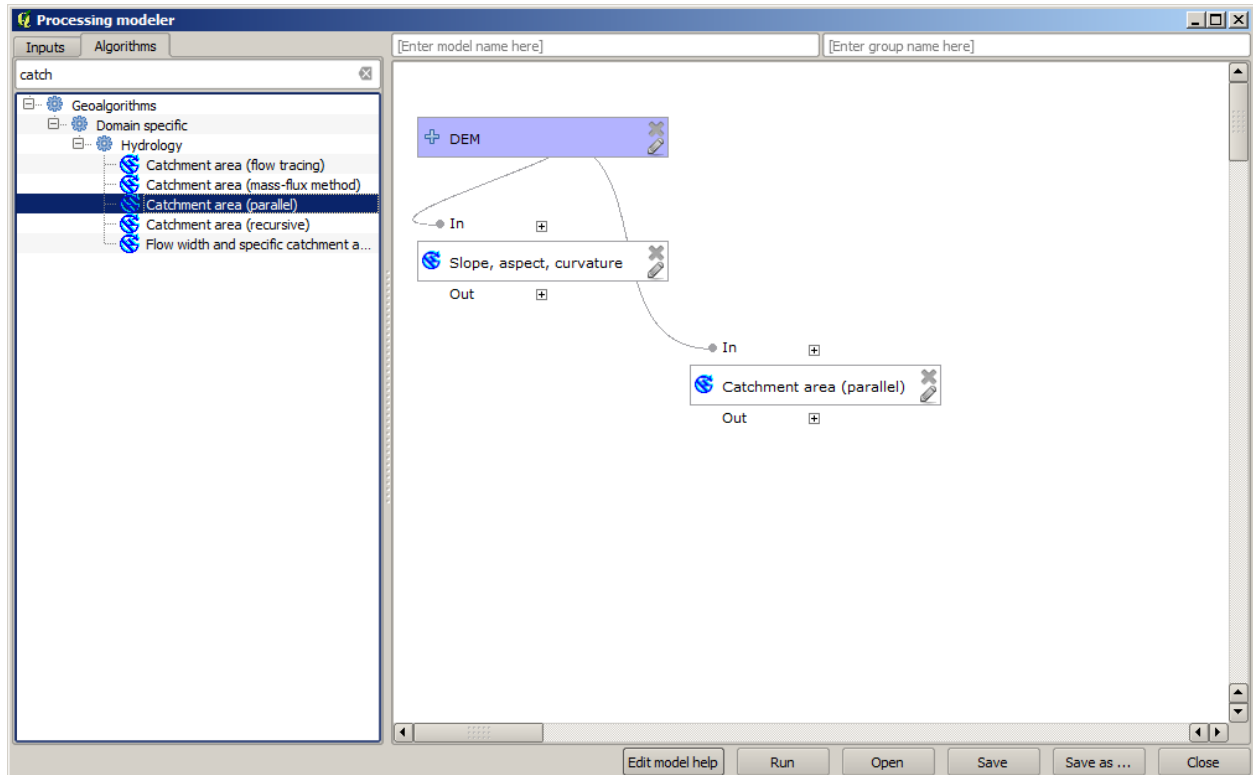 Processing modeler
Inputs
Algorithms
[Enter model name here]
[Enter group name here]
catch
Geoalgorithms
Domain specific
Hydrology
Catchment area (flow tracing)
Catchment area (mass-flux method)
Catchment area (parallel)
Catchment area (recursive)
Flow width and specific catchment a...
DEM
In
Slope, aspect, curvature
Out
In
Catchment area (parallel)
Out
Edit model help
Run
Open
Save
Save as ...
Close